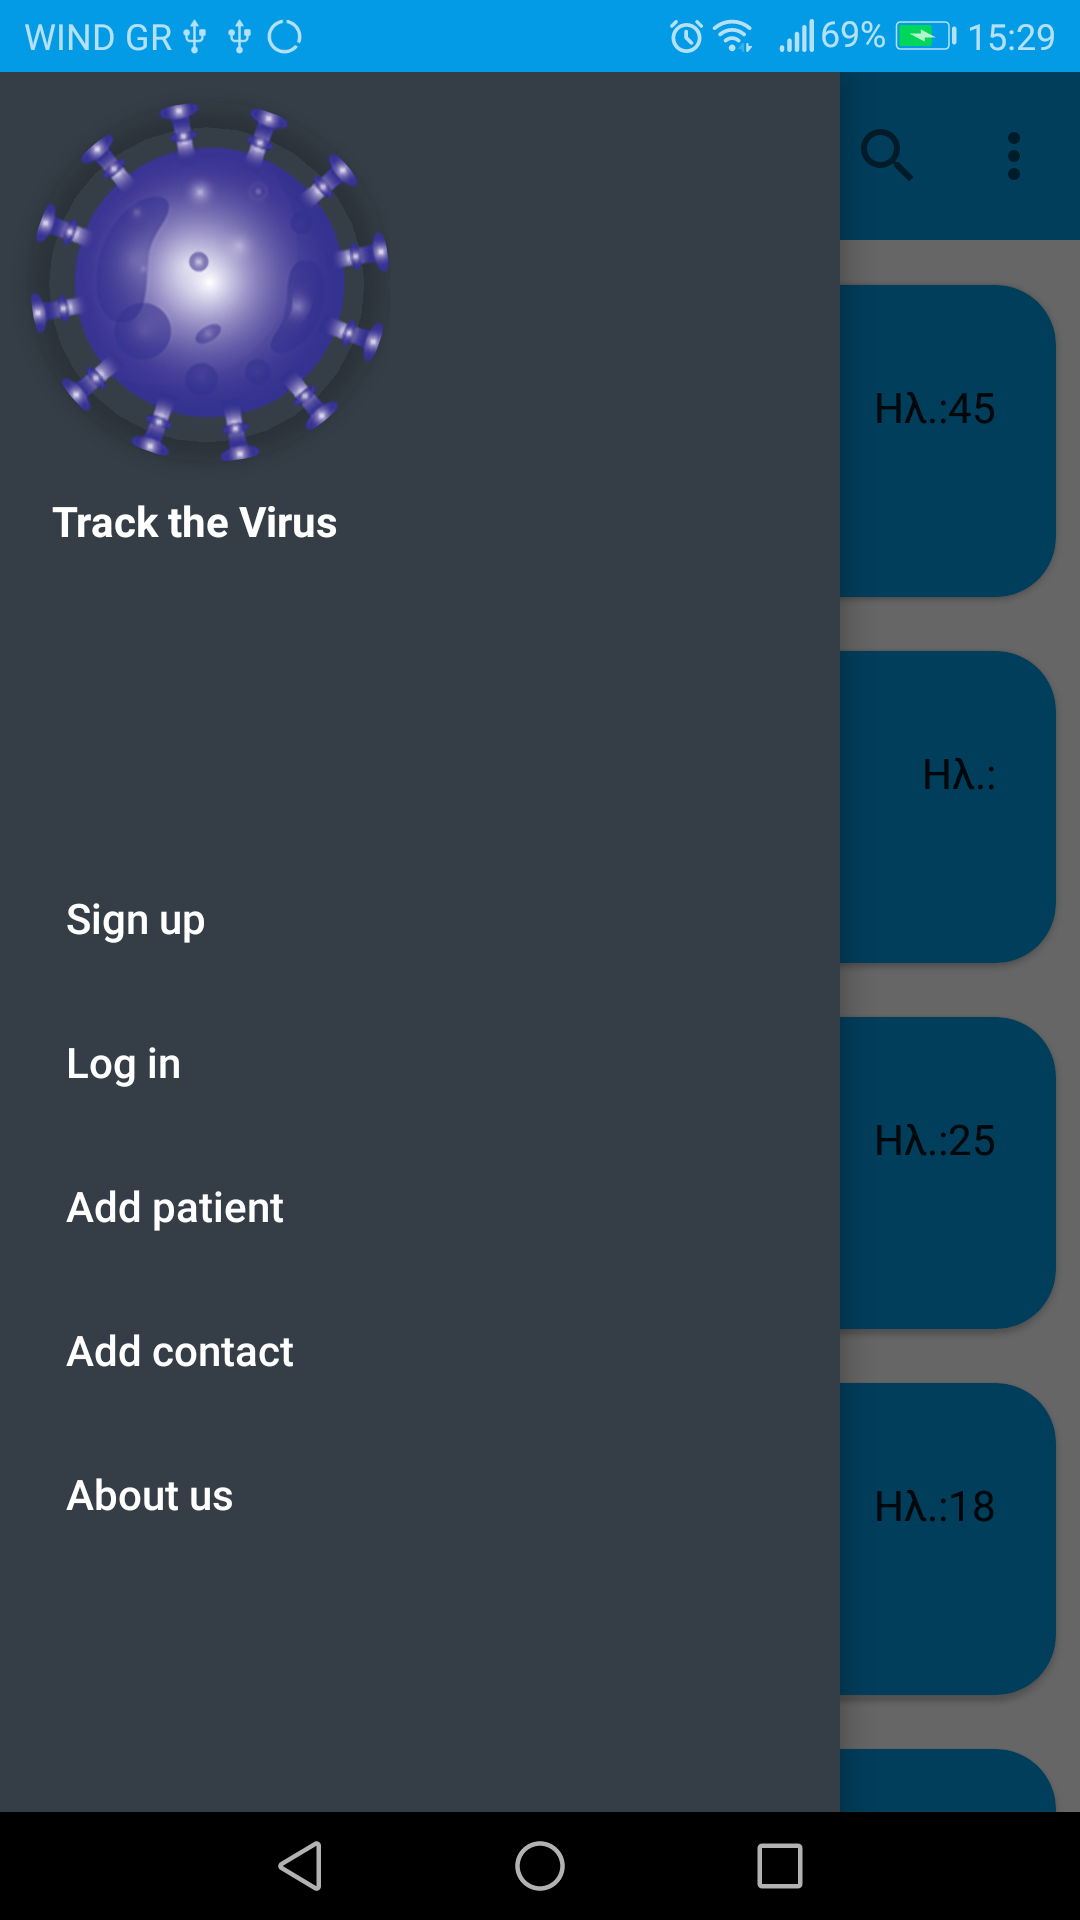 WIND GR 69% 15:29
Track the Virus
Sign up
Log in
Add patient
Add contact
About us
Ηλ.:45
Ηλ.:
Ηλ.:25
Ηλ.:18